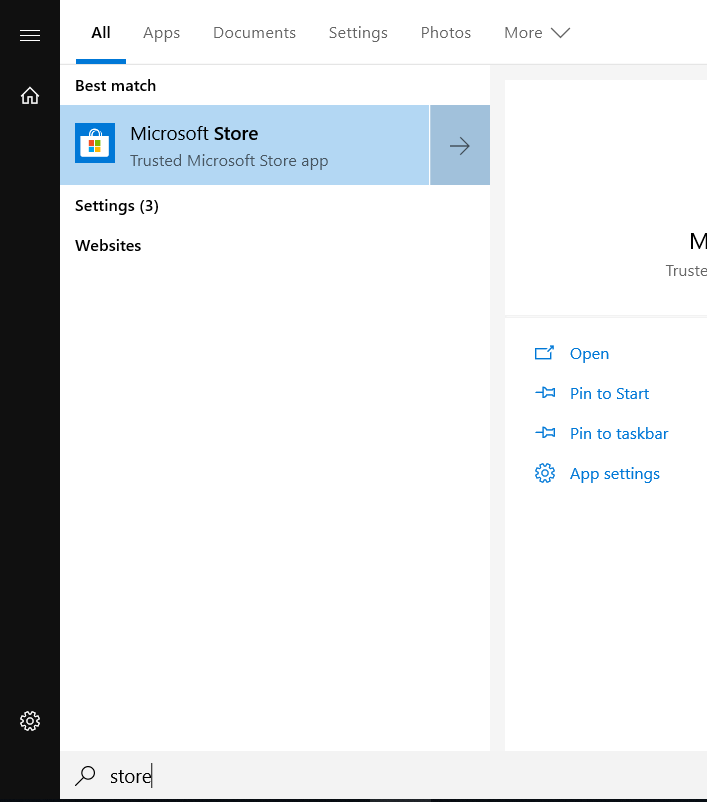 All Apps Documents Settings Photos More
Best match
Microsoft Store
Trusted Microsoft Store app
Settings (3)
Websites
Open
Pin to Start
Pin to taskbar
App settings
store